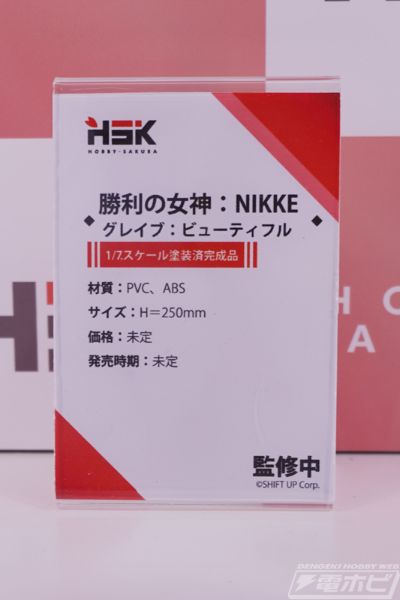 HSK
HOBBY-SAKURA
勝利の女神：NIKKE
グレイブ：ビューティフル
1/7スケール塗装済完成品
材質：PVC、ABS
サイズ：H＝250mm
価格：未定
発売時期：未定
監修中
©SHIFT UP Corp.
DENGEKI HOBBY WEB
電ホビ